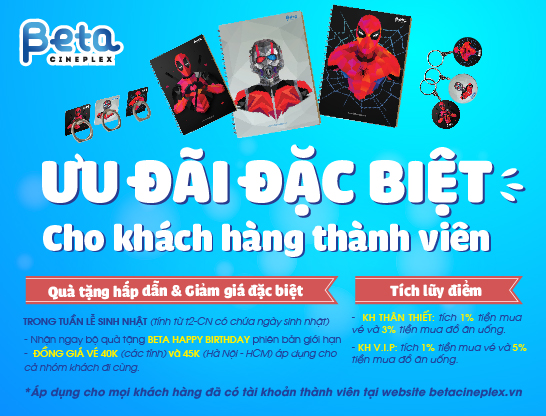 Beta
CINEPLEX
ƯU ĐÃI ĐẶC BIỆT
Cho khách hàng thành viên
Quà tặng hấp dẫn & Giảm giá đặc biệt
TRONG TUẦN LỄ SINH NHẬT (tính từ t2-CN có chứa ngày sinh nhật)
- Nhận ngay bộ quà tặng BETA HAPPY BIRTHDAY phiên bản giới hạn
- ĐỒNG GIÁ VÉ 40K (các tỉnh) và 45K (Hà Nội - HCM) áp dụng cho
cả nhóm khách đi cùng.
Tích lũy điểm
- KH THÂN THIẾT: tích 1% tiền mua
vé và 3% tiền mua đồ ăn uống.
- KH V.I.P: tích 1% tiền mua vé và 5%
tiền mua đồ ăn uống.
*Áp dụng cho mọi khách hàng đã có tài khoản thành viên tại website betacineplex.vn